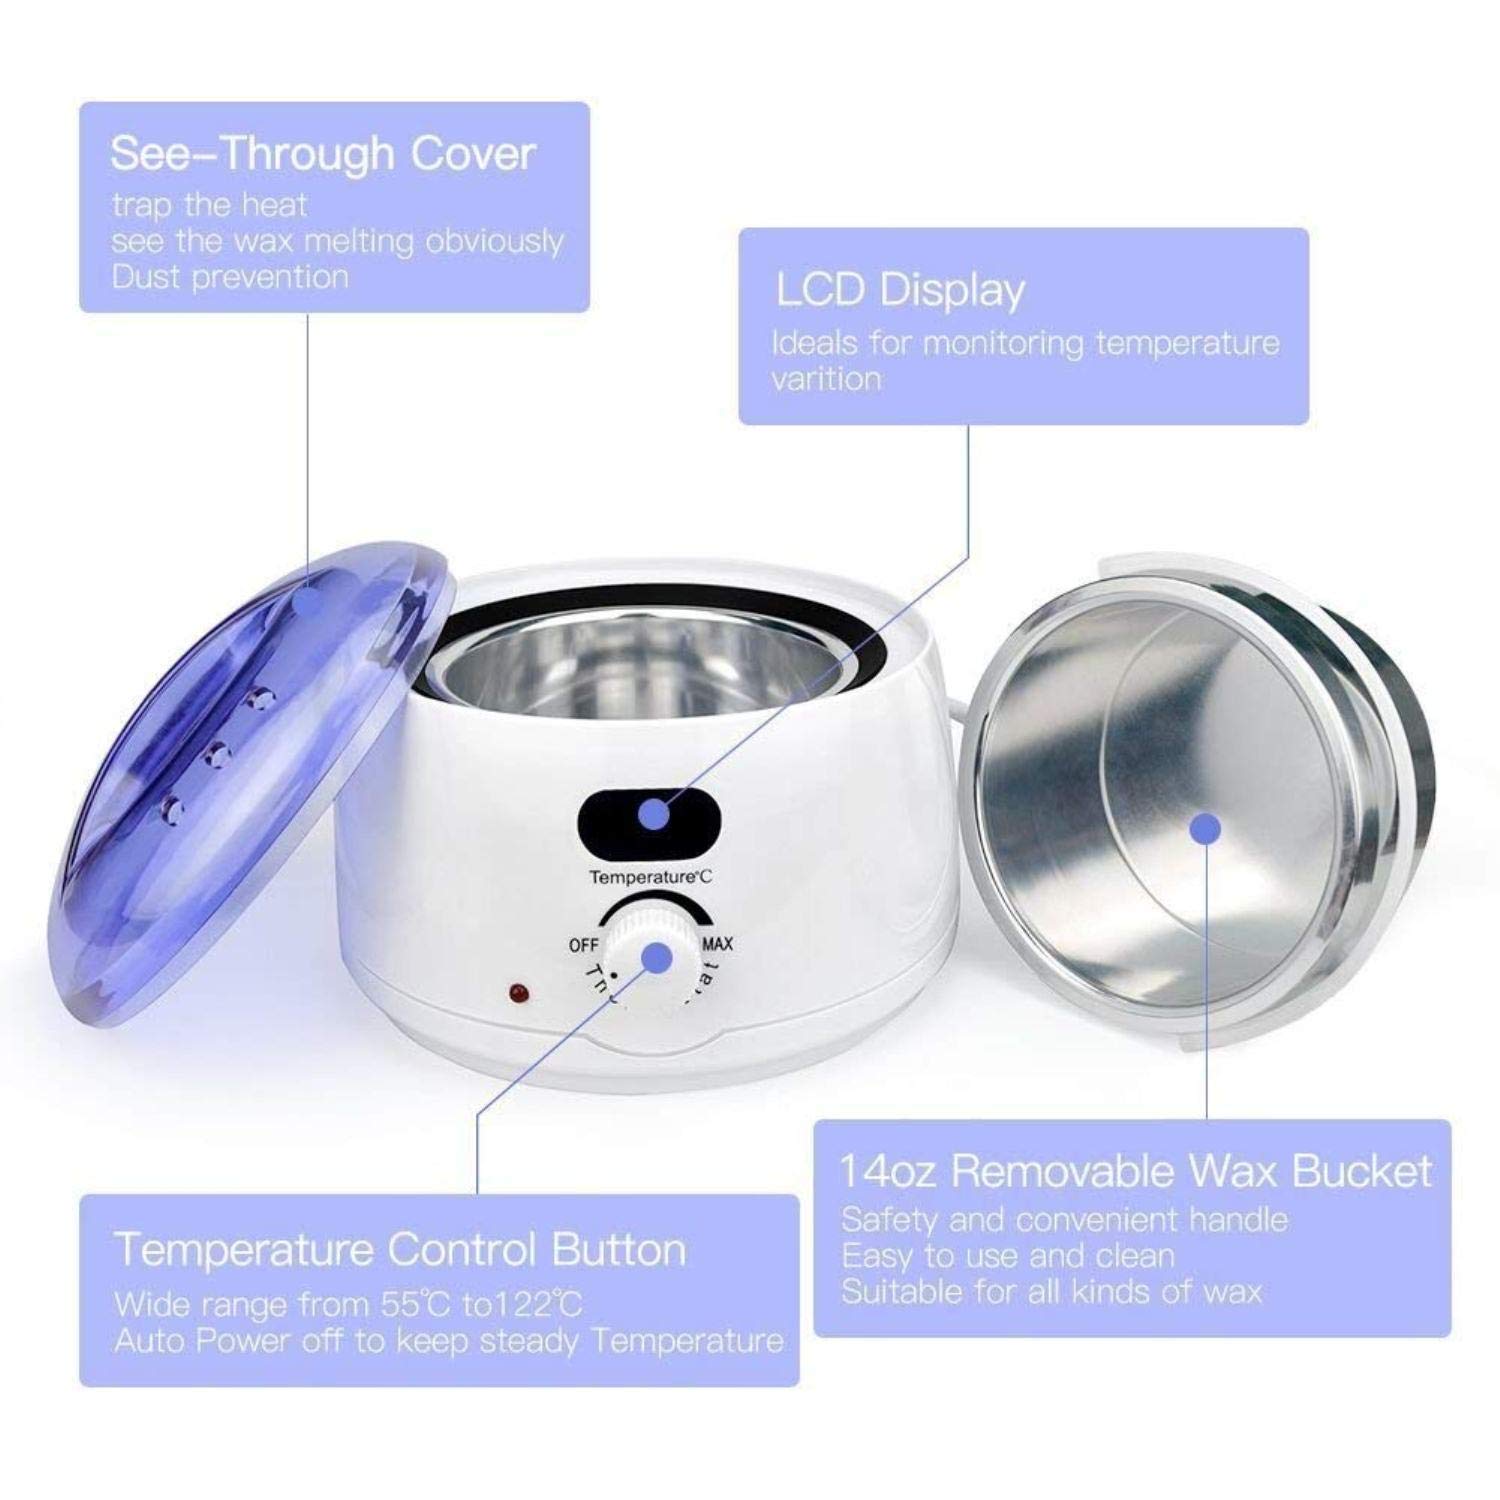 See-Through Cover
trap the heat
see the wax melting obviously
Dust prevention
LCD Display
Ideals for monitoring temperature
varition
Temperature℃
OFF
MAX
Temperature Control Button
Wide range from 55℃ to122℃
Auto Power off to keep steady Temperature
14oz Removable Wax Bucket
Safety and convenient handle
Easy to use and clean
Suitable for all kinds of wax